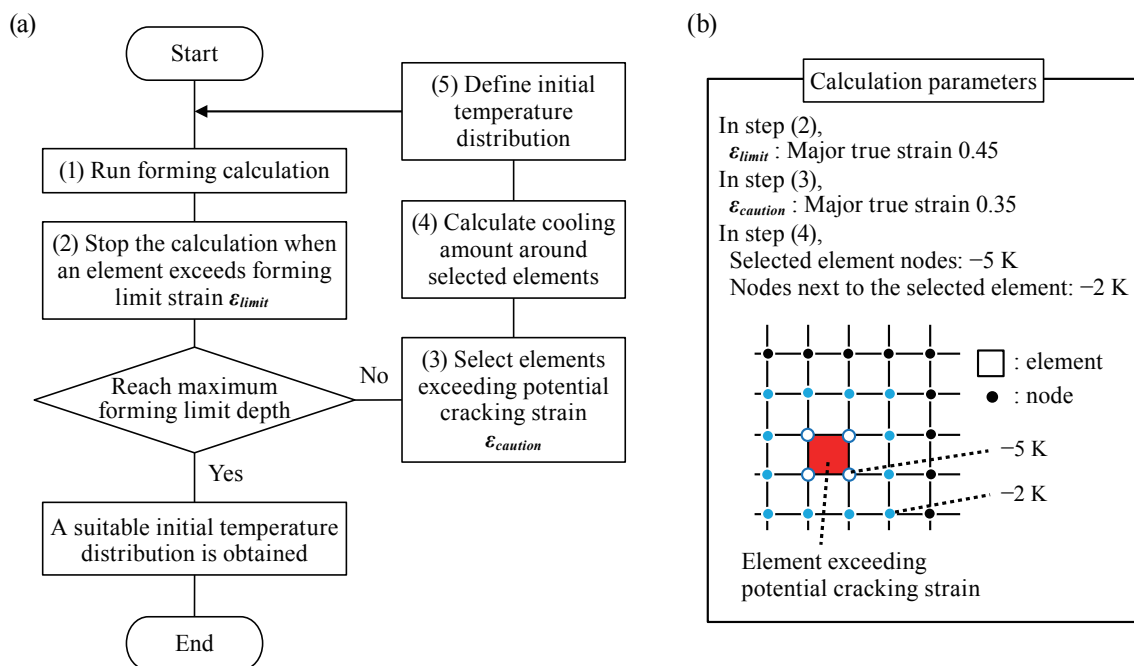 (a)
Start
(1) Run forming calculation
(2) Stop the calculation when
an element exceeds forming
limit strain εlimit
Reach maximum
forming limit depth
No
Yes
A suitable initial temperature
distribution is obtained
End
(5) Define initial
temperature
distribution
(4) Calculate cooling
amount around
selected elements
(3) Select elements
exceeding potential
cracking strain
εcaution
(b)
Calculation parameters
In step (2),
εlimit : Major true strain 0.45
In step (3),
εcaution : Major true strain 0.35
In step (4),
Selected element nodes: −5 K
Nodes next to the selected element: −2 K
: element
: node
−5 K
−2 K
Element exceeding
potential cracking strain